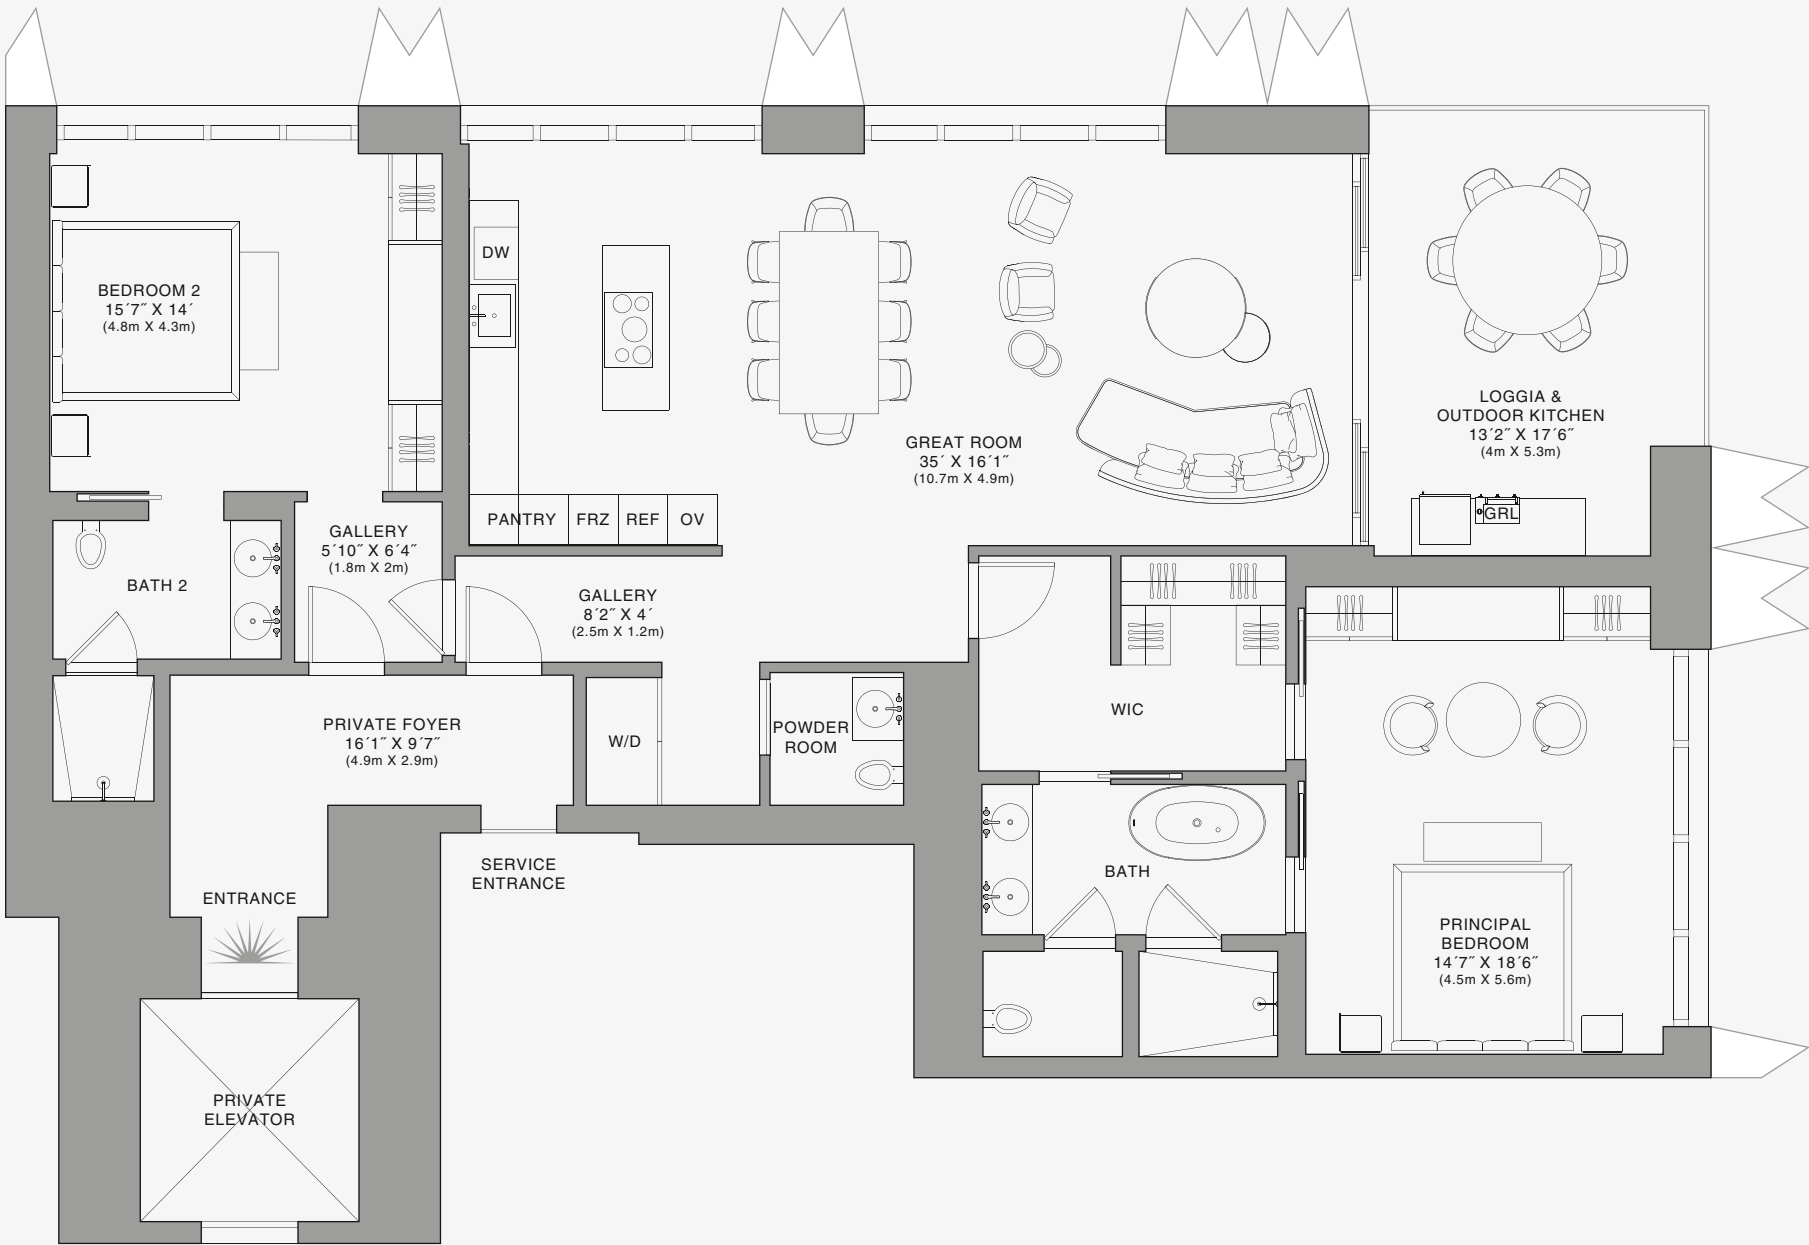 DW
BEDROOM 2
15´7˝ X 14´
(4.8m X 4.3m)
LOGGIA &
OUTDOOR KITCHEN
13´2˝ X 17´6˝
(4m X 5.3m)
GREAT ROOM
35´ X 16´1˝
(10.7m X 4.9m)
PANTRY
FRZ
REF
OV
GRL
GALLERY
5´10˝ X 6´4˝
(1.8m X 2m)
BATH 2
GALLERY
8´2˝ X 4´
(2.5m X 1.2m)
PRIVATE FOYER
16´1˝ X 9´7˝
(4.9m X 2.9m)
W/D
POWDER
ROOM
WIC
SERVICE
ENTRANCE
BATH
ENTRANCE
PRINCIPAL
BEDROOM
14´7˝ X 18´6˝
(4.5m X 5.6m)
PRIVATE
ELEVATOR